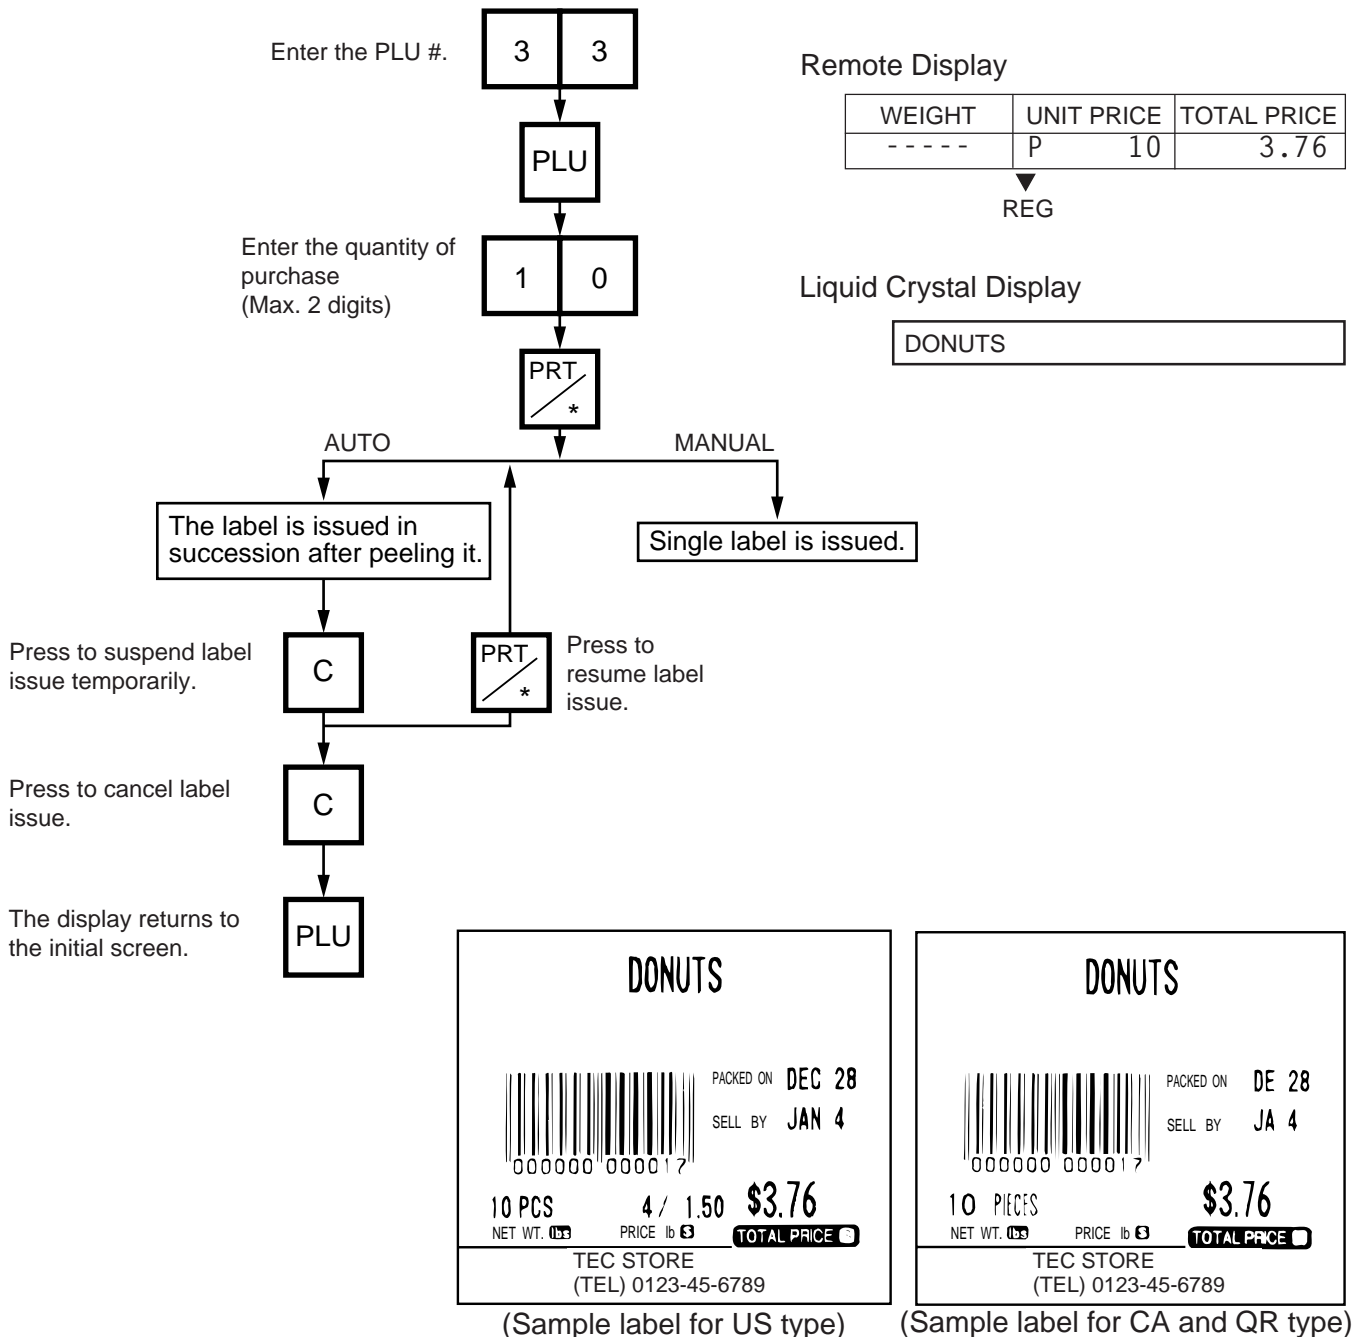 Enter the PLU #.
3 3
PLU
Enter the quantity of
purchase
(Max. 2 digits)
1 0
PRT
*
AUTO
MANUAL
The label is issued in
succession after peeling it.
Single label is issued.
Press to suspend label
issue temporarily.
C
PRT
*
Press to
resume label
issue.
Press to cancel label
issue.
C
The display returns to
the initial screen.
PLU
Remote Display
WEIGHT UNIT PRICE TOTAL PRICE
- - - - - P 10 3.76
REG
Liquid Crystal Display
DONUTS
DONUTS
PACKED ON DEC 28
SELL BY JAN 4
000000 000017
10 PCS 4/ 1.50 $3.76
NET WT. lbs PRICE lb $ TOTAL PRICE
TEC STORE
(TEL) 0123-45-6789
(Sample label for US type)
DONUTS
PACKED ON DE 28
SELL BY JA 4
000000 000017
10 PIECES $3.76
NET WT. lbs PRICE lb $ TOTAL PRICE
TEC STORE
(TEL) 0123-45-6789
(Sample label for CA and QR type)